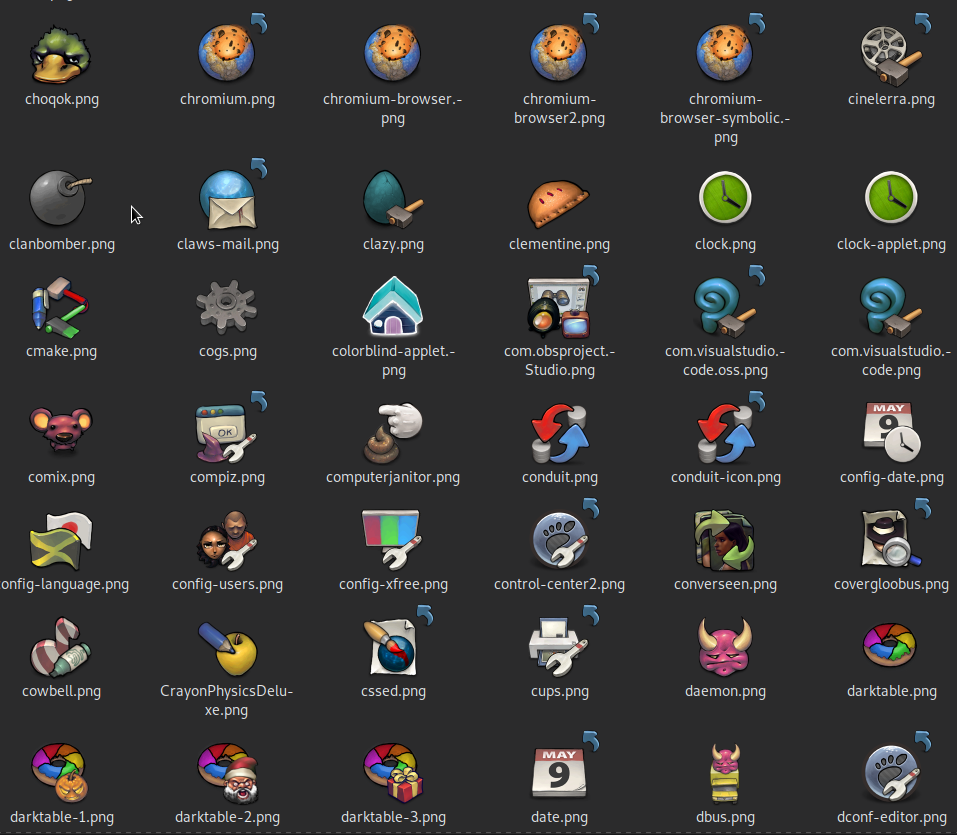 choqok.png
chromium.png
chromium-browser.-
png
chromium-
browser2.png
chromium-
browser-symbolic.-
png
cinelerra.png
clanbomber.png
claws-mail.png
clazy.png
clementine.png
clock.png
clock-applet.png
cmake.png
cogs.png
colorblind-applet.-
png
com.obsproject.-
Studio.png
com.visualstudio.-
code.oss.png
com.visualstudio.-
code.png
OK
MAY
9
comix.png
compiz.png
computerjanitor.png
conduit.png
conduit-icon.png
config-date.png
onfig-language.png
config-users.png
config-xfree.png
control-center2.png
converseen.png
covergloobus.png
cowbell.png
CrayonPhysicsDelu-
xe.png
cssed.png
cups.png
daemon.png
darktable.png
MAY
9
darktable-1.png
darktable-2.png
darktable-3.png
date.png
dbus.png
dconf-editor.png